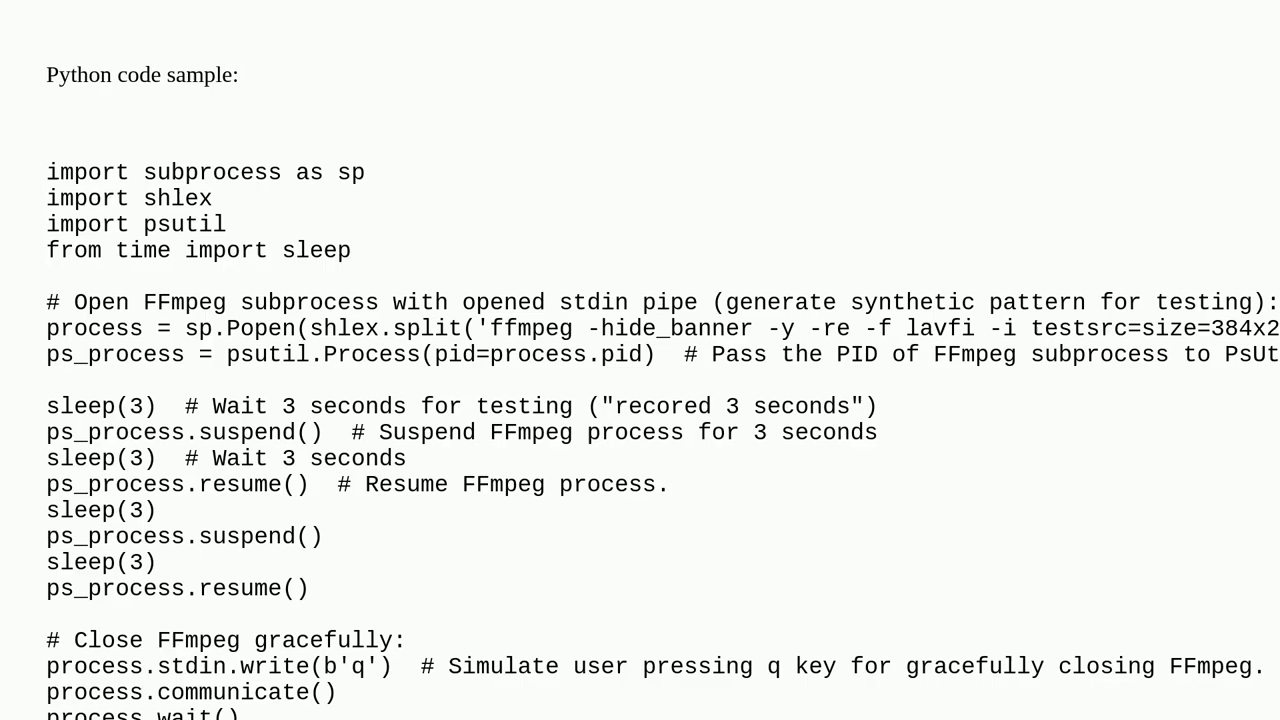 Python code sample:
import subprocess as sp
import shlex
import psutil
from time import sleep
# Open FFmpeg subprocess with opened stdin pipe (generate synthetic pattern for testing):
process = sp.Popen(shlex.split('ffmpeg -hide_banner -y -re -f lavfi -i testsrc=size=384x2
ps_process = psutil.Process(pid=process.pid)  # Pass the PID of FFmpeg subprocess to PsUt
sleep(3)  # Wait 3 seconds for testing ("recored 3 seconds")
ps_process.suspend()  # Suspend FFmpeg process for 3 seconds
sleep(3)  # Wait 3 seconds
ps_process.resume()  # Resume FFmpeg process.
sleep(3)
ps_process.suspend()
sleep(3)
ps_process.resume()
# Close FFmpeg gracefully:
process.stdin.write(b'q')  # Simulate user pressing q key for gracefully closing FFmpeg.
process.communicate()
process.wait()